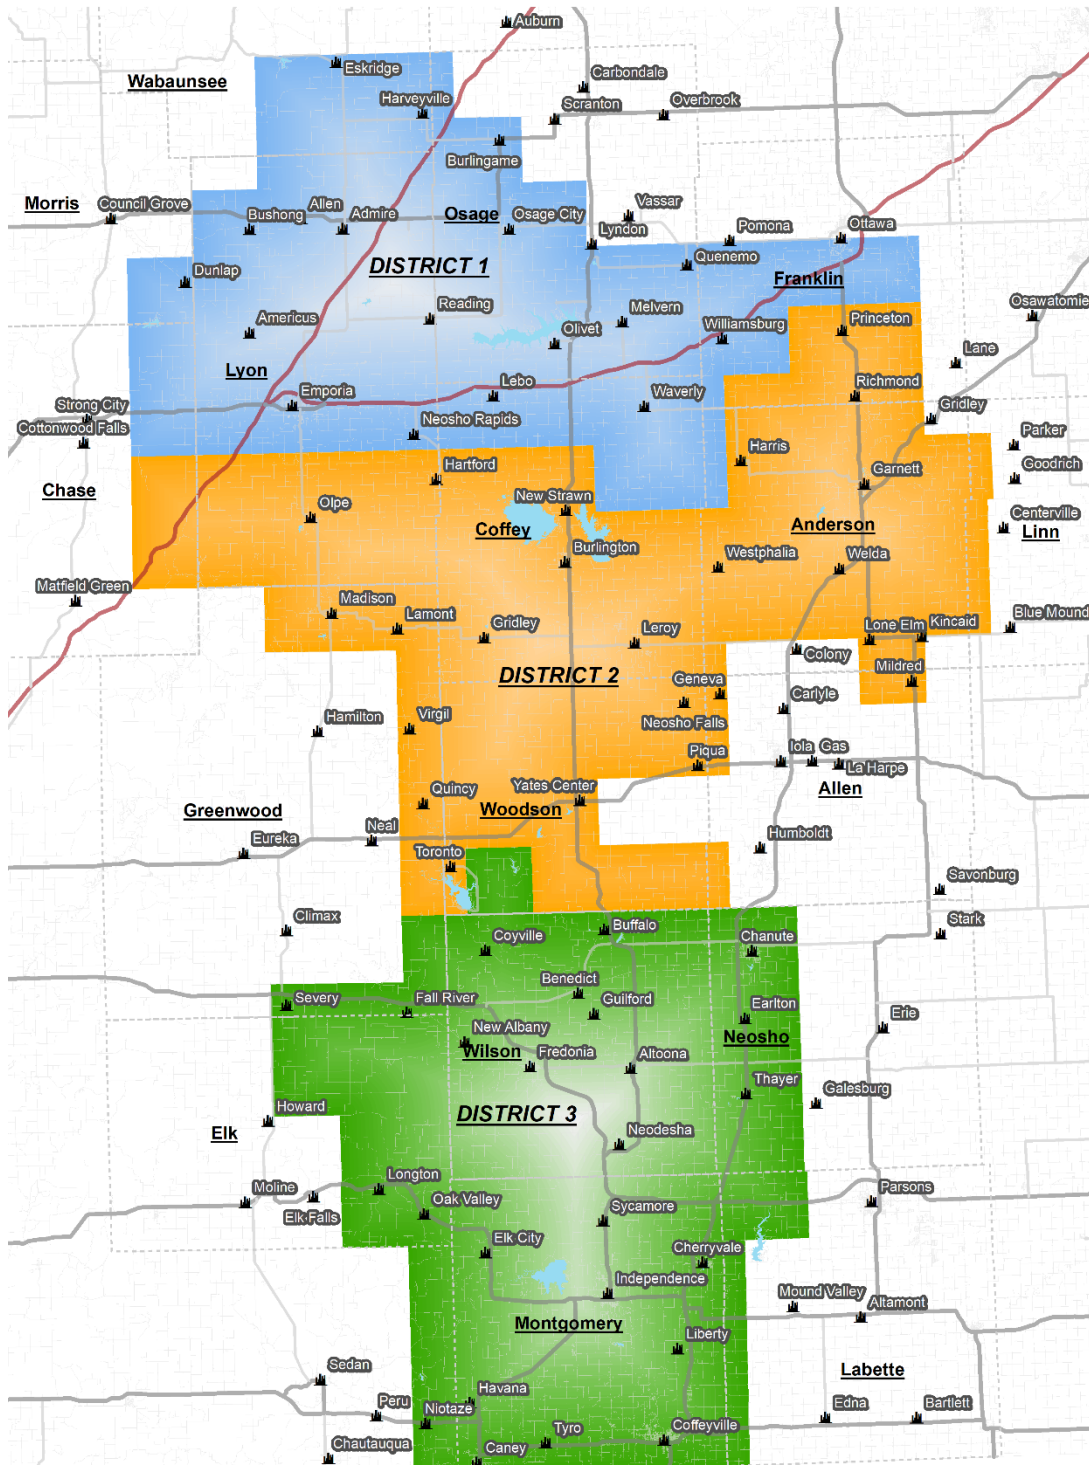 Auburn
Eskridge
Wabaunsee
Carbondale
Harveyville
Scranton
Overbrook
Burlingame
Morris
Council Grove
Allen
Bushong
Admire
Osage
Osage City
Vassar
Lyndon
Pomona
Ottawa
Dunlap
DISTRICT 1
Quenemo
Franklin
Osawatomie
Americus
Reading
Melvern
Olivet
Williamsburg
Princeton
Lane
Lyon
Emporia
Lebo
Waverly
Richmond
Strong City
Cottonwood Falls
Neosho Rapids
Gridley
Parker
Harris
Hartford
Garnett
Goodrich
Chase
Olpe
New Strawn
Coffey
Anderson
Centerville
Linn
Burlington
Westphalia
Welda
Matfield Green
Madison
Lamont
Gridley
Leroy
Lone Elm
Kincaid
Blue Mound
Colony
DISTRICT 2
Geneva
Mildred
Carlyle
Hamilton
Virgil
Neosho Falls
Piqua
Iola
Gas
La Harpe
Quincy
Yates Center
Woodson
Allen
Greenwood
Eureka
Neal
Humboldt
Toronto
Savonburg
Climax
Buffalo
Stark
Coyville
Chanute
Benedict
Severy
Fall River
Guilford
Earlton
Erie
New Albany
Wilson
Fredonia
Altoona
Neosho
Thayer
Galesburg
Howard
DISTRICT 3
Elk
Neodesha
Longton
Moline
Elk Falls
Oak Valley
Sycamore
Parsons
Elk City
Cherryvale
Independence
Mound Valley
Altamont
Montgomery
Liberty
Labette
Sedan
Havana
Peru
Niotaze
Edna
Bartlett
Tyro
Coffeyville
Chautauqua
Caney